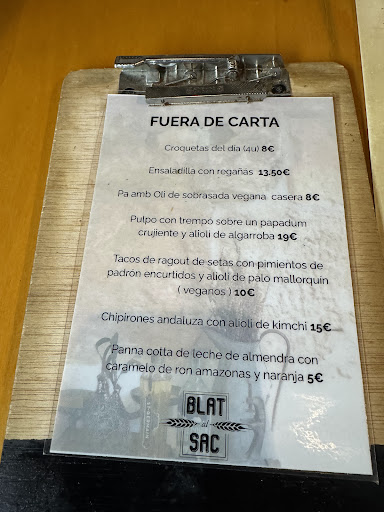 FUERA DE CARTA
Croquetas del día (4u) 8€
Ensaladilla con regañas 13.50€
Pa amb Oli de sobrasada vegana casera 8€
Pulpo con trempó sobre un papadum
crujiente y alioli de algarroba 19€
Tacos de ragout de setas con pimientos de
padrón encurtidos y alioli de palo mallorquin
( veganos ) 10€
Chipirones andaluza con alioli de kimchi 15€
Panna cotta de leche de almendra con
caramelo de ron amazonas y naranja 5€
BLAT
al
SAC